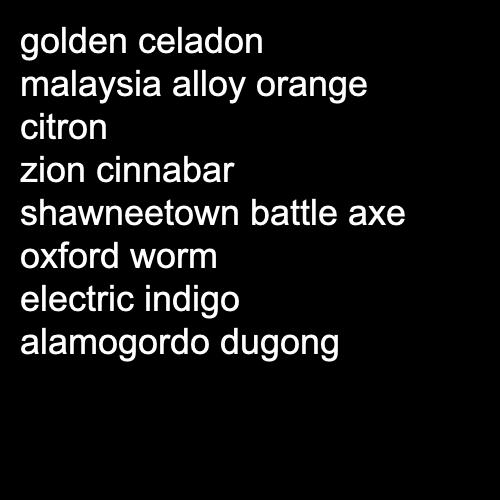 golden celadon
malaysia alloy orange
citron
zion cinnabar
shawneetown battle axe
oxford worm
electric indigo
alamogordo dugong